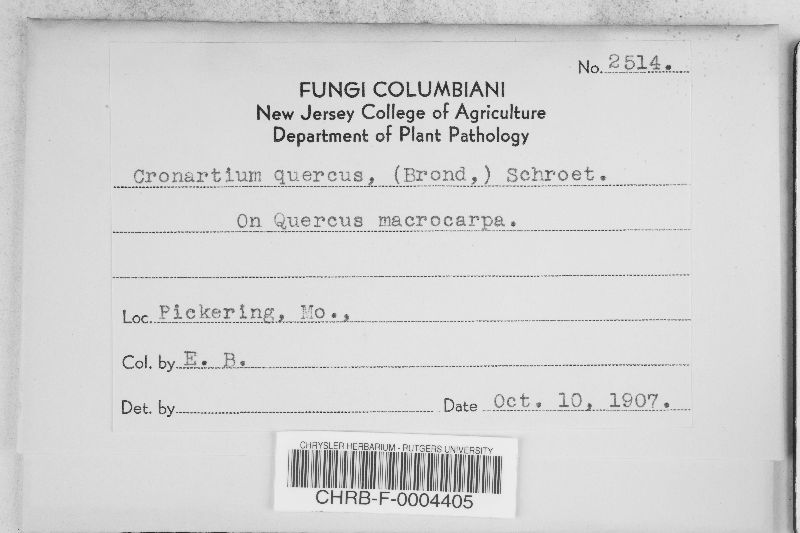 No. 2514.
FUNGI COLUMBIANI
New Jersey College of Agriculture
Department of Plant Pathology
Cronartium quercus, (Brond,) Schroet.
On Quercus macrocarpa.
Loc. Pickering, Mo.,
Col. by E. B.
Det. by Date Oct. 10, 1907.
CHRYSLER HERBARIUM - RUTGERS UNIVERSITY
CHRB-F-0004405